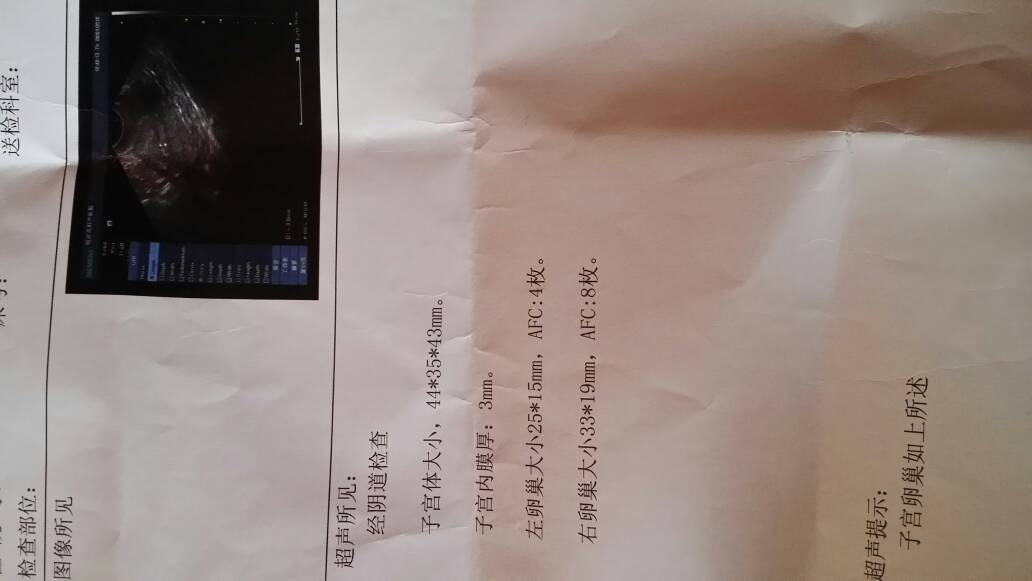 送检科室：
检查部位：
图像所见
超声所见：
经阴道检查
子宫体大小，44*35*43mm。
子宫内膜厚：3mm。
左卵巢大小25*15mm，AFC:4枚。
右卵巢大小33*19mm，AFC:8枚。
超声提示：
子宫卵巢如上所述